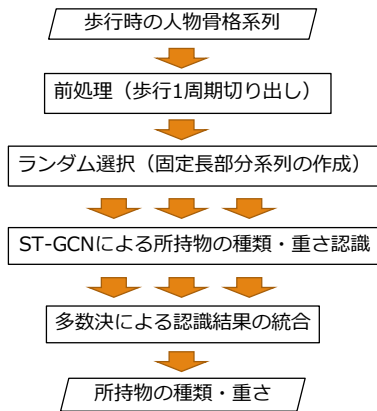 歩行時の人物骨格系列
前処理（歩行1周期切り出し）
ランダム選択（固定長部分系列の作成）
ST-GCNによる所持物の種類・重さ認識
多数決による認識結果の統合
所持物の種類・重さ